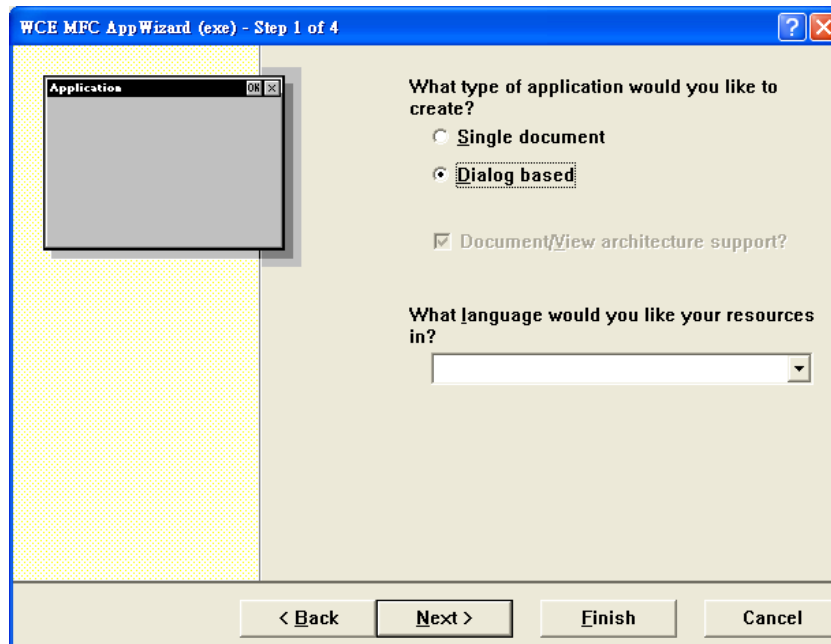 WCE MFC AppWizard (exe) - Step 1 of 4
Application
OK
What type of application would you like to
create?
Single document
Dialog based
Document/View architecture support?
What language would you like your resources
in?
< Back
Next >
Finish
Cancel